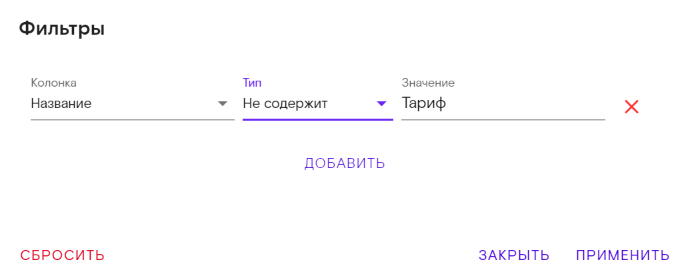 Фильтры
Колонка Тип Значение
Название Не содержит Тариф
ДОБАВИТЬ
СБРОСИТЬ ЗАКРЫТЬ ПРИМЕНИТЬ